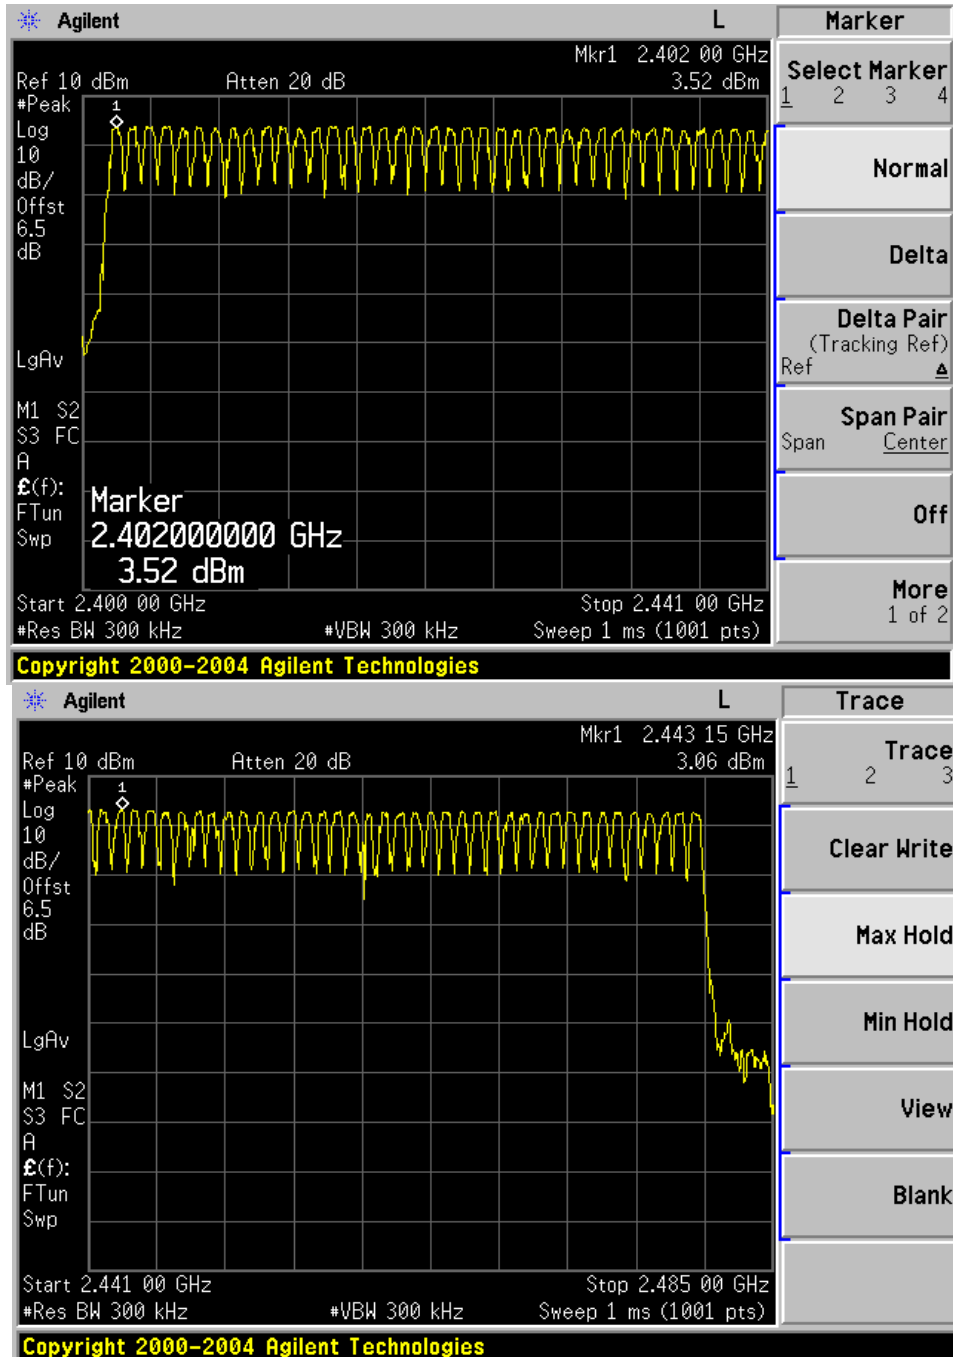 Agilent L Marker
Mkr1 2.402 00 GHz
Ref 10 dBm Atten 20 dB 3.52 dBm
#Peak
Log
10
dB/
Offst
6.5
dB
LgAv
M1 S2
S3 FC
A
£(f):
FTun
Swp
1
Marker
2.402000000 GHz
3.52 dBm
Start 2.400 00 GHz Stop 2.441 00 GHz
#Res BW 300 kHz #VBW 300 kHz Sweep 1 ms (1001 pts)
Copyright 2000-2004 Agilent Technologies
Select Marker
1 2 3 4
Normal
Delta
Delta Pair
(Tracking Ref)
Ref Δ
Span Pair
Span Center
Off
More
1 of 2
Agilent L Trace
Mkr1 2.443 15 GHz
Ref 10 dBm Atten 20 dB 3.06 dBm
#Peak
Log
10
dB/
Offst
6.5
dB
LgAv
M1 S2
S3 FC
A
£(f):
FTun
Swp
1
Start 2.441 00 GHz Stop 2.485 00 GHz
#Res BW 300 kHz #VBW 300 kHz Sweep 1 ms (1001 pts)
Copyright 2000-2004 Agilent Technologies
Trace
1 2 3
Clear Write
Max Hold
Min Hold
View
Blank